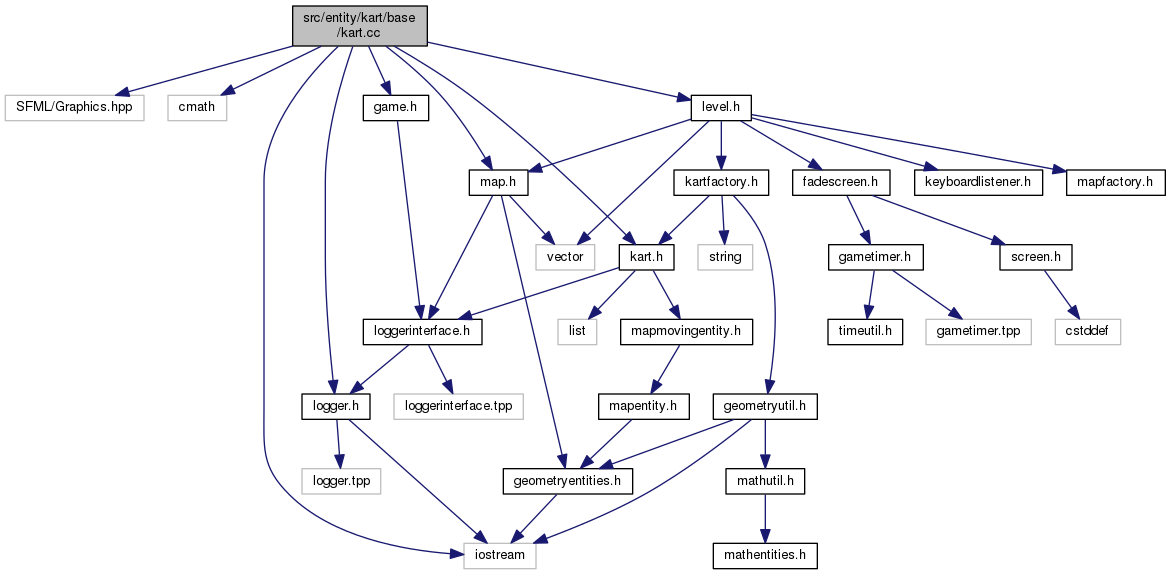 src/entity/kart/base
/kart.cc
SFML/Graphics.hpp
cmath
game.h
level.h
map.h
kartfactory.h
fadescreen.h
keyboardlistener.h
mapfactory.h
vector
kart.h
string
gametimer.h
screen.h
loggerinterface.h
list
mapmovingentity.h
timeutil.h
gametimer.tpp
cstddef
logger.h
loggerinterface.tpp
mapentity.h
geometryutil.h
logger.tpp
geometryentities.h
mathutil.h
iostream
mathentities.h